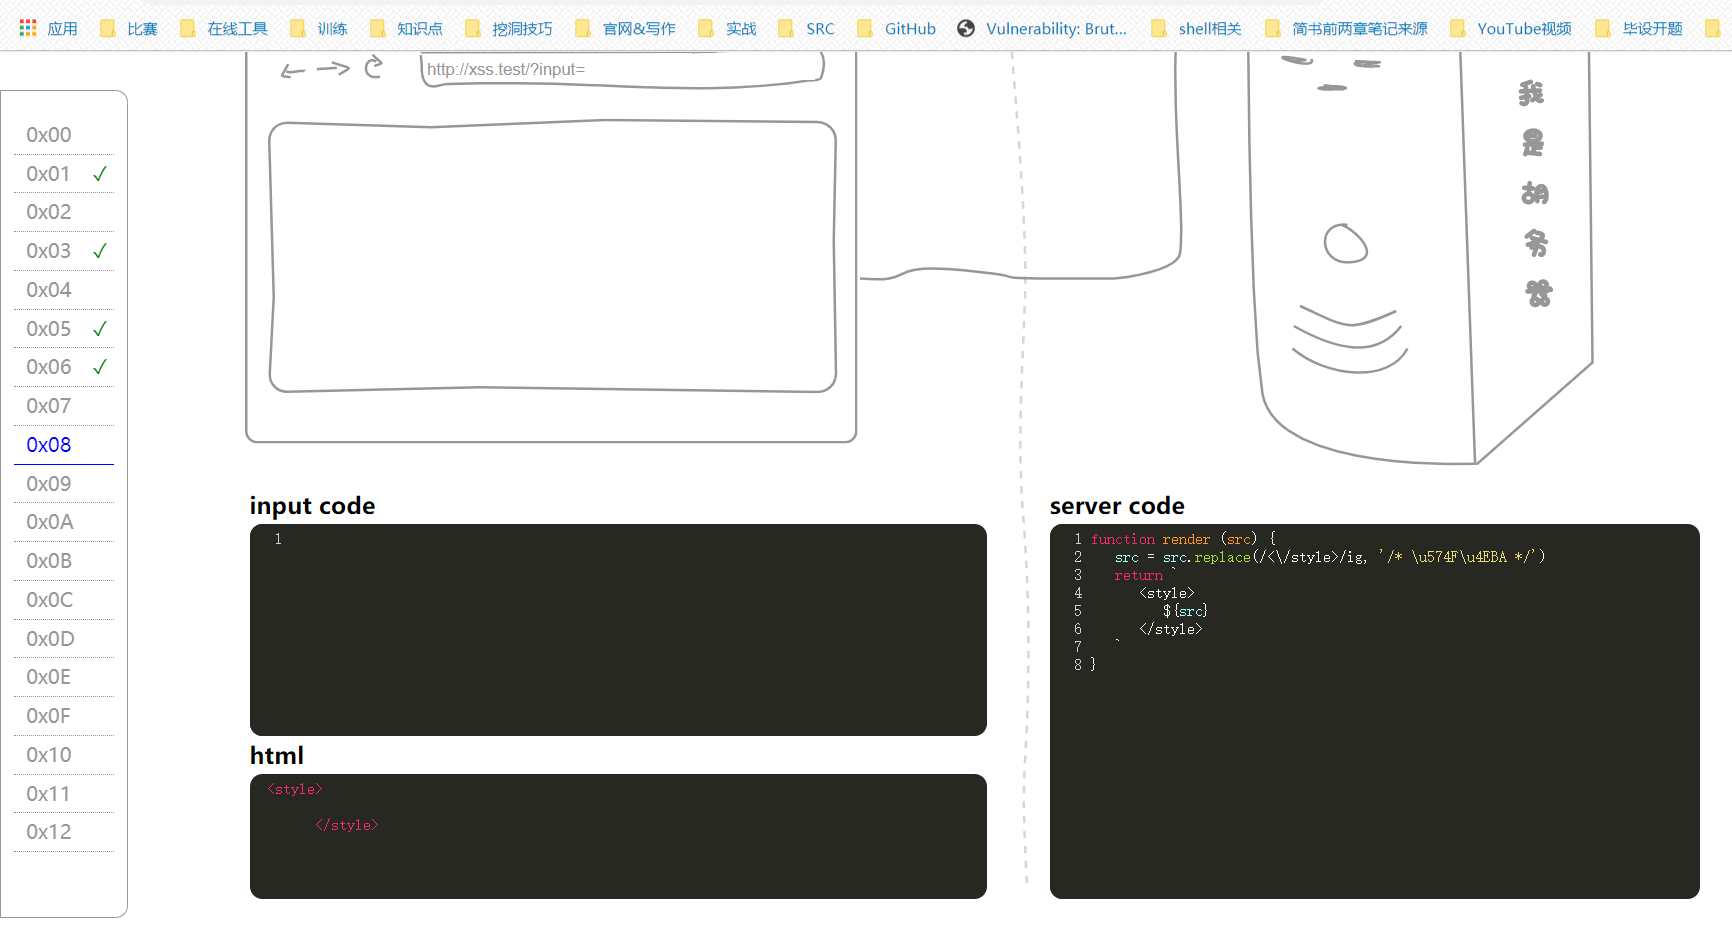 应用 比赛 在线工具 训练 知识点 挖洞技巧 官网&写作 实战 SRC GitHub Vulnerability: Brut... shell相关 简书前两章笔记来源 YouTube视频 毕设开题
http://xss.test/?input=
我
是
胡
务
器
0x00
0x01 ✓
0x02
0x03 ✓
0x04
0x05 ✓
0x06 ✓
0x07
0x08
0x09
0x0A
0x0B
0x0C
0x0D
0x0E
0x0F
0x10
0x11
0x12
input code
1
html
<style>
</style>
server code
1 function render (src) {
2 src = src.replace(/<\/style>/ig, '/* \u574F\u4EBA */')
3 return `
4 <style>
5 ${src}
6 </style>
7 `
8 }